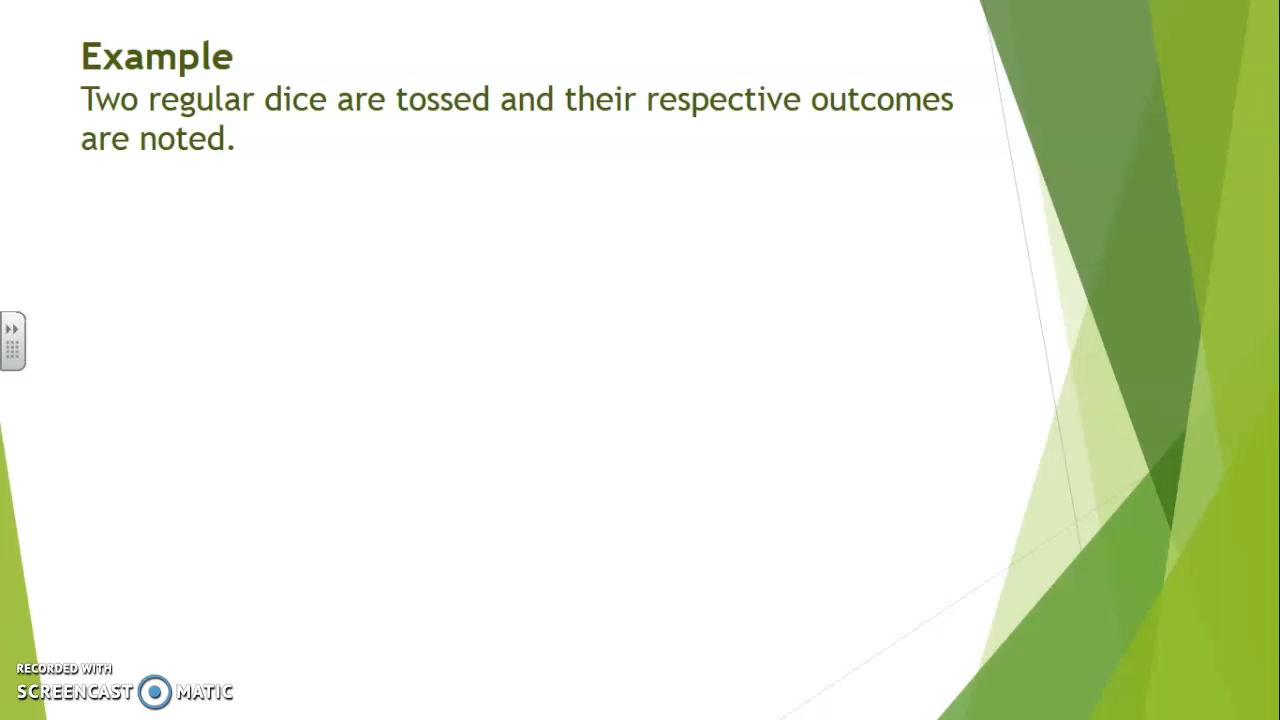 Example
Two regular dice are tossed and their respective outcomes
are noted.
RECORDED WITH
SCREENCAST MATIC